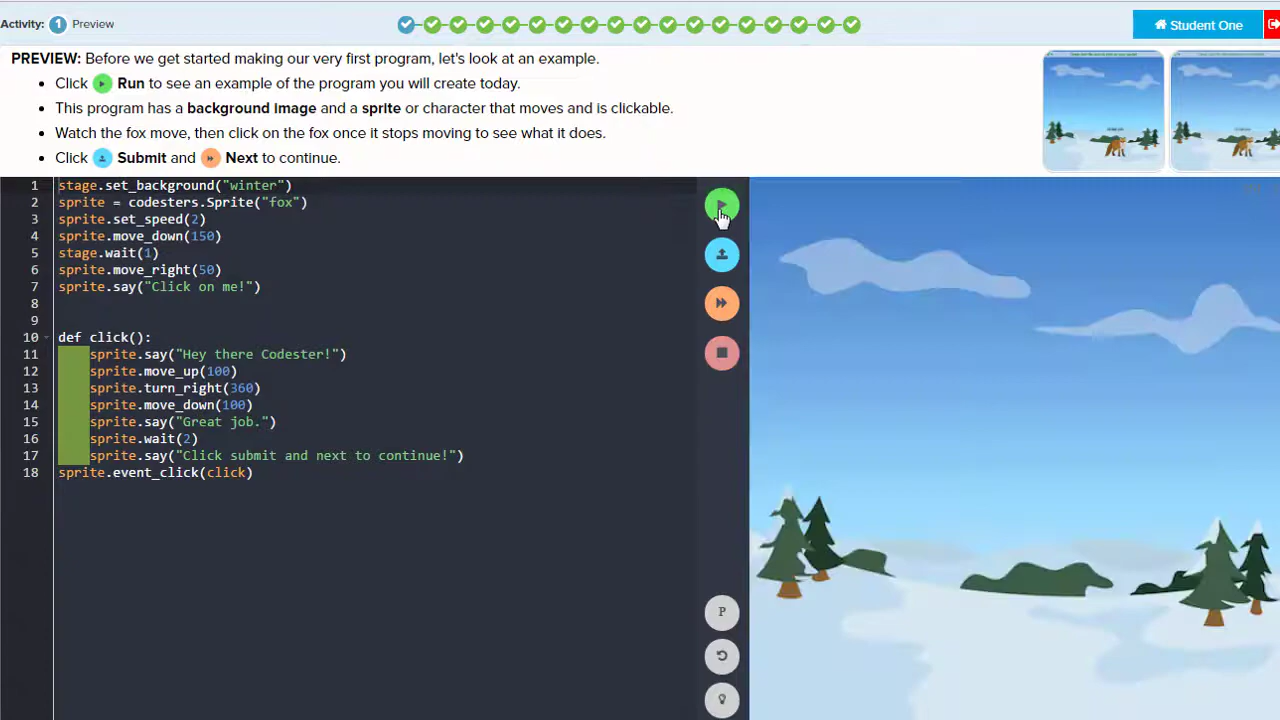 Activity: 1 Preview
Student One
PREVIEW: Before we get started making our very first program, let's look at an example.
Click Run to see an example of the program you will create today.
This program has a background image and a sprite or character that moves and is clickable.
Watch the fox move, then click on the fox once it stops moving to see what it does.
Click Submit and Next to continue.
1 stage.set_background("winter")
2 sprite = codesters.Sprite("fox")
3 sprite.set_speed(2)
4 sprite.move_down(150)
5 stage.wait(1)
6 sprite.move_right(50)
7 sprite.say("Click on me!")
8
9
10 def click():
11 sprite.say("Hey there Codester!")
12 sprite.move_up(100)
13 sprite.turn_right(360)
14 sprite.move_down(100)
15 sprite.say("Great job.")
16 sprite.wait(2)
17 sprite.say("Click submit and next to continue!")
18 sprite.event_click(click)
P